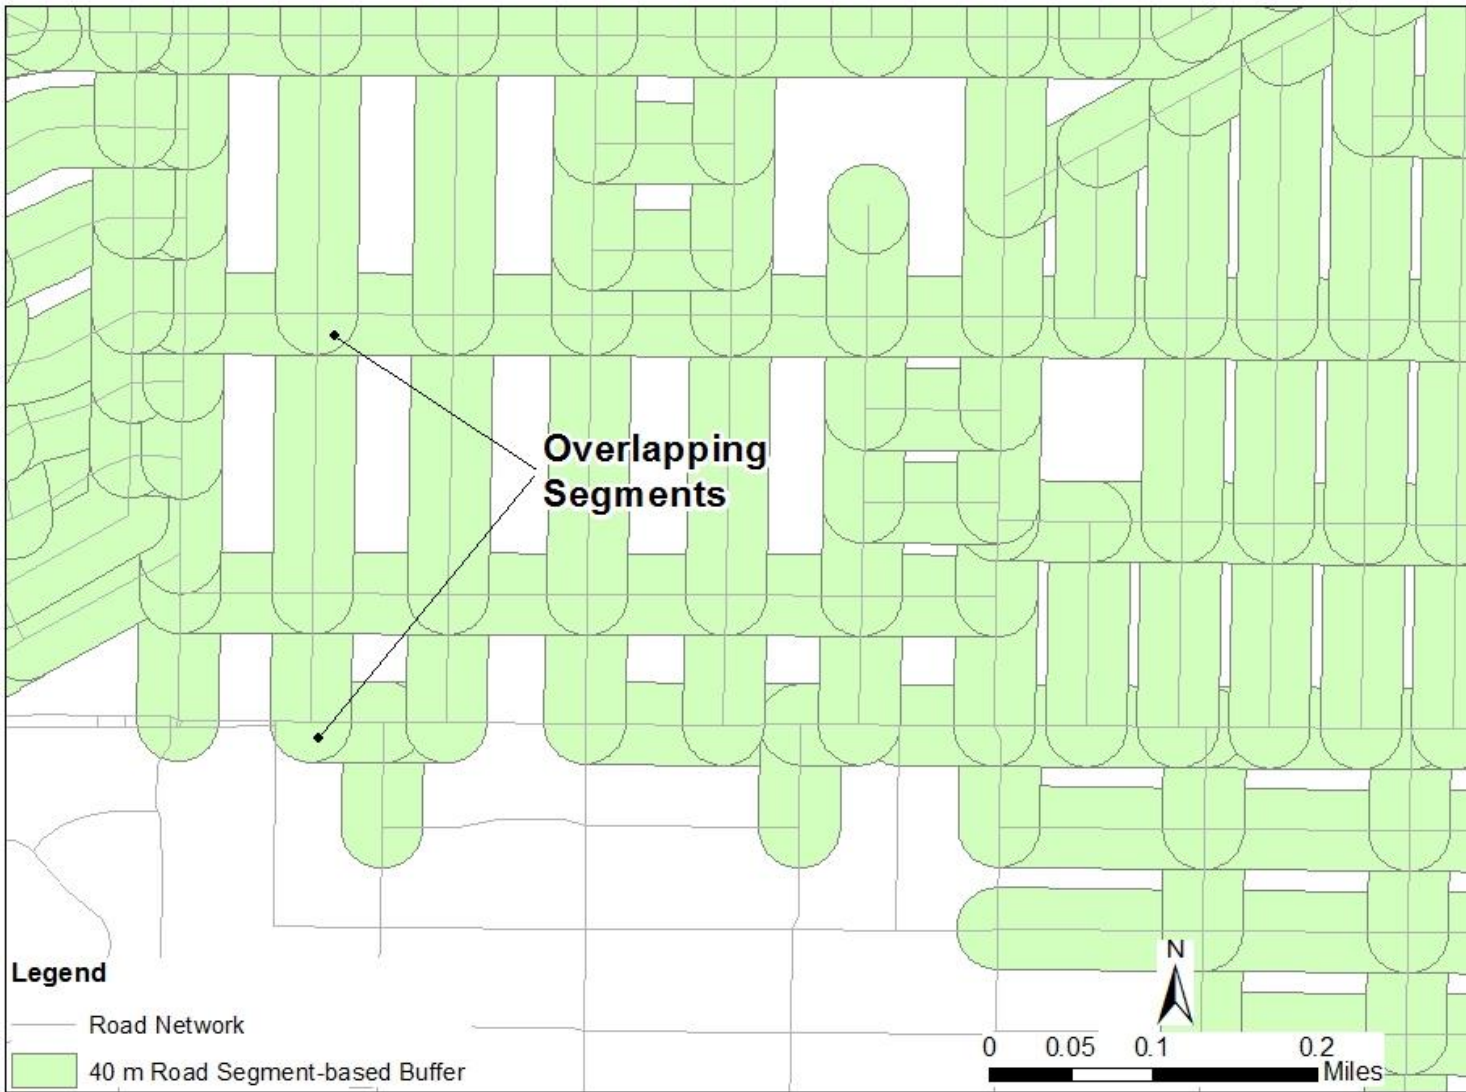 Overlapping
Segments
Legend
Road Network
40 m Road Segment-based Buffer
N
0 0.05 0.1 0.2
Miles